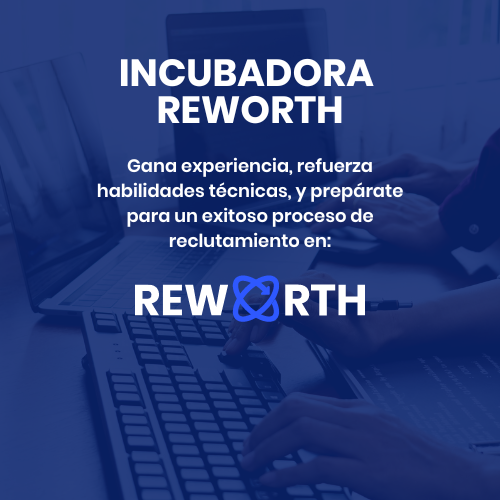 INCUBADORA
REWORTH
Gana experiencia, refuerza
habilidades técnicas, y prepárate
para un exitoso proceso de
reclutamiento en:
REWORTH